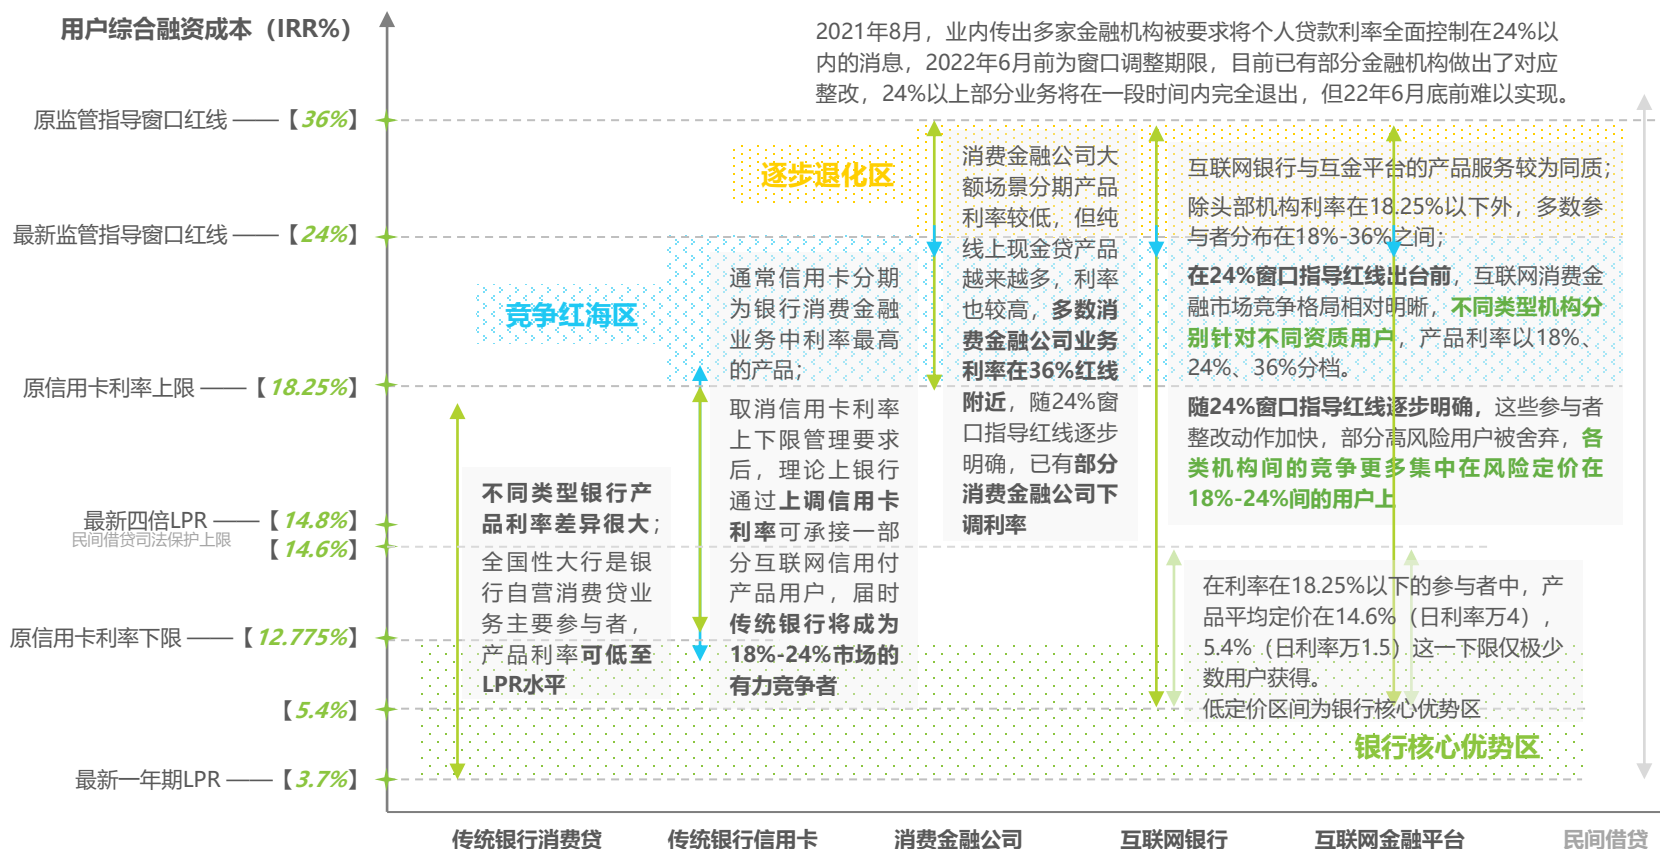 用户综合融资成本（IRR%）
2021年8月，业内传出多家金融机构被要求将个人贷款利率全面控制在24%以
内的消息，2022年6月前为窗口调整期限，目前已有部分金融机构做出了对应
整改，24%以上部分业务将在一段时间内完全退出，但22年6月底前难以实现。
原监管指导窗口红线 ——【36%】
最新监管指导窗口红线 ——【24%】
原信用卡利率上限 ——【18.25%】
最新四倍LPR ——【14.8%】
民间借贷司法保护上限
【14.6%】
原信用卡利率下限 ——【12.775%】
【5.4%】
最新一年期LPR ——【3.7%】
逐步退化区
竞争红海区
银行核心优势区
不同类型银行产
品利率差异很大；
全国性大行是银
行自营消费贷业
务主要参与者，
产品利率可低至
LPR水平
通常信用卡分期
为银行消费金融
业务中利率最高
的产品；
取消信用卡利率
上下限管理要求
后，理论上银行
通过上调信用卡
利率可承接一部
分互联网信用付
产品用户，届时
传统银行将成为
18%-24%市场的
有力竞争者
消费金融公司大
额场景分期产品
利率较低，但纯
线上现金贷产品
越来越多，利率
也较高，多数消
费金融公司业务
利率在36%红线
附近，随24%窗
口指导红线逐步
明确，已有部分
消费金融公司下
调利率
互联网银行与互金平台的产品服务较为同质；
除头部机构利率在18.25%以下外，多数参
与者分布在18%-36%之间；
在24%窗口指导红线出台前，互联网消费金
融市场竞争格局相对明晰，不同类型机构分
别针对不同资质用户，产品利率以18%、
24%、36%分档。
随24%窗口指导红线逐步明确，这些参与者
整改动作加快，部分高风险用户被舍弃，各
类机构间的竞争更多集中在风险定价在
18%-24%间的用户上
在利率在18.25%以下的参与者中，产
品平均定价在14.6%（日利率万4），
5.4%（日利率万1.5）这一下限仅极少
数用户获得。
低定价区间为银行核心优势区
传统银行消费贷
传统银行信用卡
消费金融公司
互联网银行
互联网金融平台
民间借贷